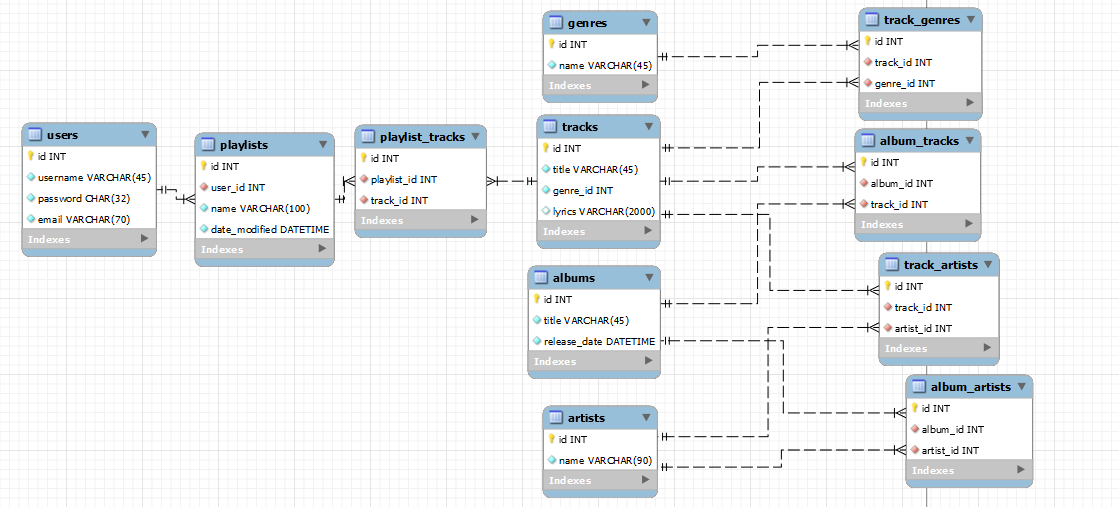 users
id INT
username VARCHAR(45)
password CHAR(32)
email VARCHAR(70)
Indexes
playlists
id INT
user_id INT
name VARCHAR(100)
date_modified DATETIME
Indexes
playlist_tracks
id INT
playlist_id INT
track_id INT
Indexes
genres
id INT
name VARCHAR(45)
Indexes
tracks
id INT
title VARCHAR(45)
genre_id INT
lyrics VARCHAR(2000)
Indexes
albums
id INT
title VARCHAR(45)
release_date DATETIME
Indexes
artists
id INT
name VARCHAR(90)
Indexes
track_genres
id INT
track_id INT
genre_id INT
Indexes
album_tracks
id INT
album_id INT
track_id INT
Indexes
track_artists
id INT
track_id INT
artist_id INT
Indexes
album_artists
id INT
album_id INT
artist_id INT
Indexes